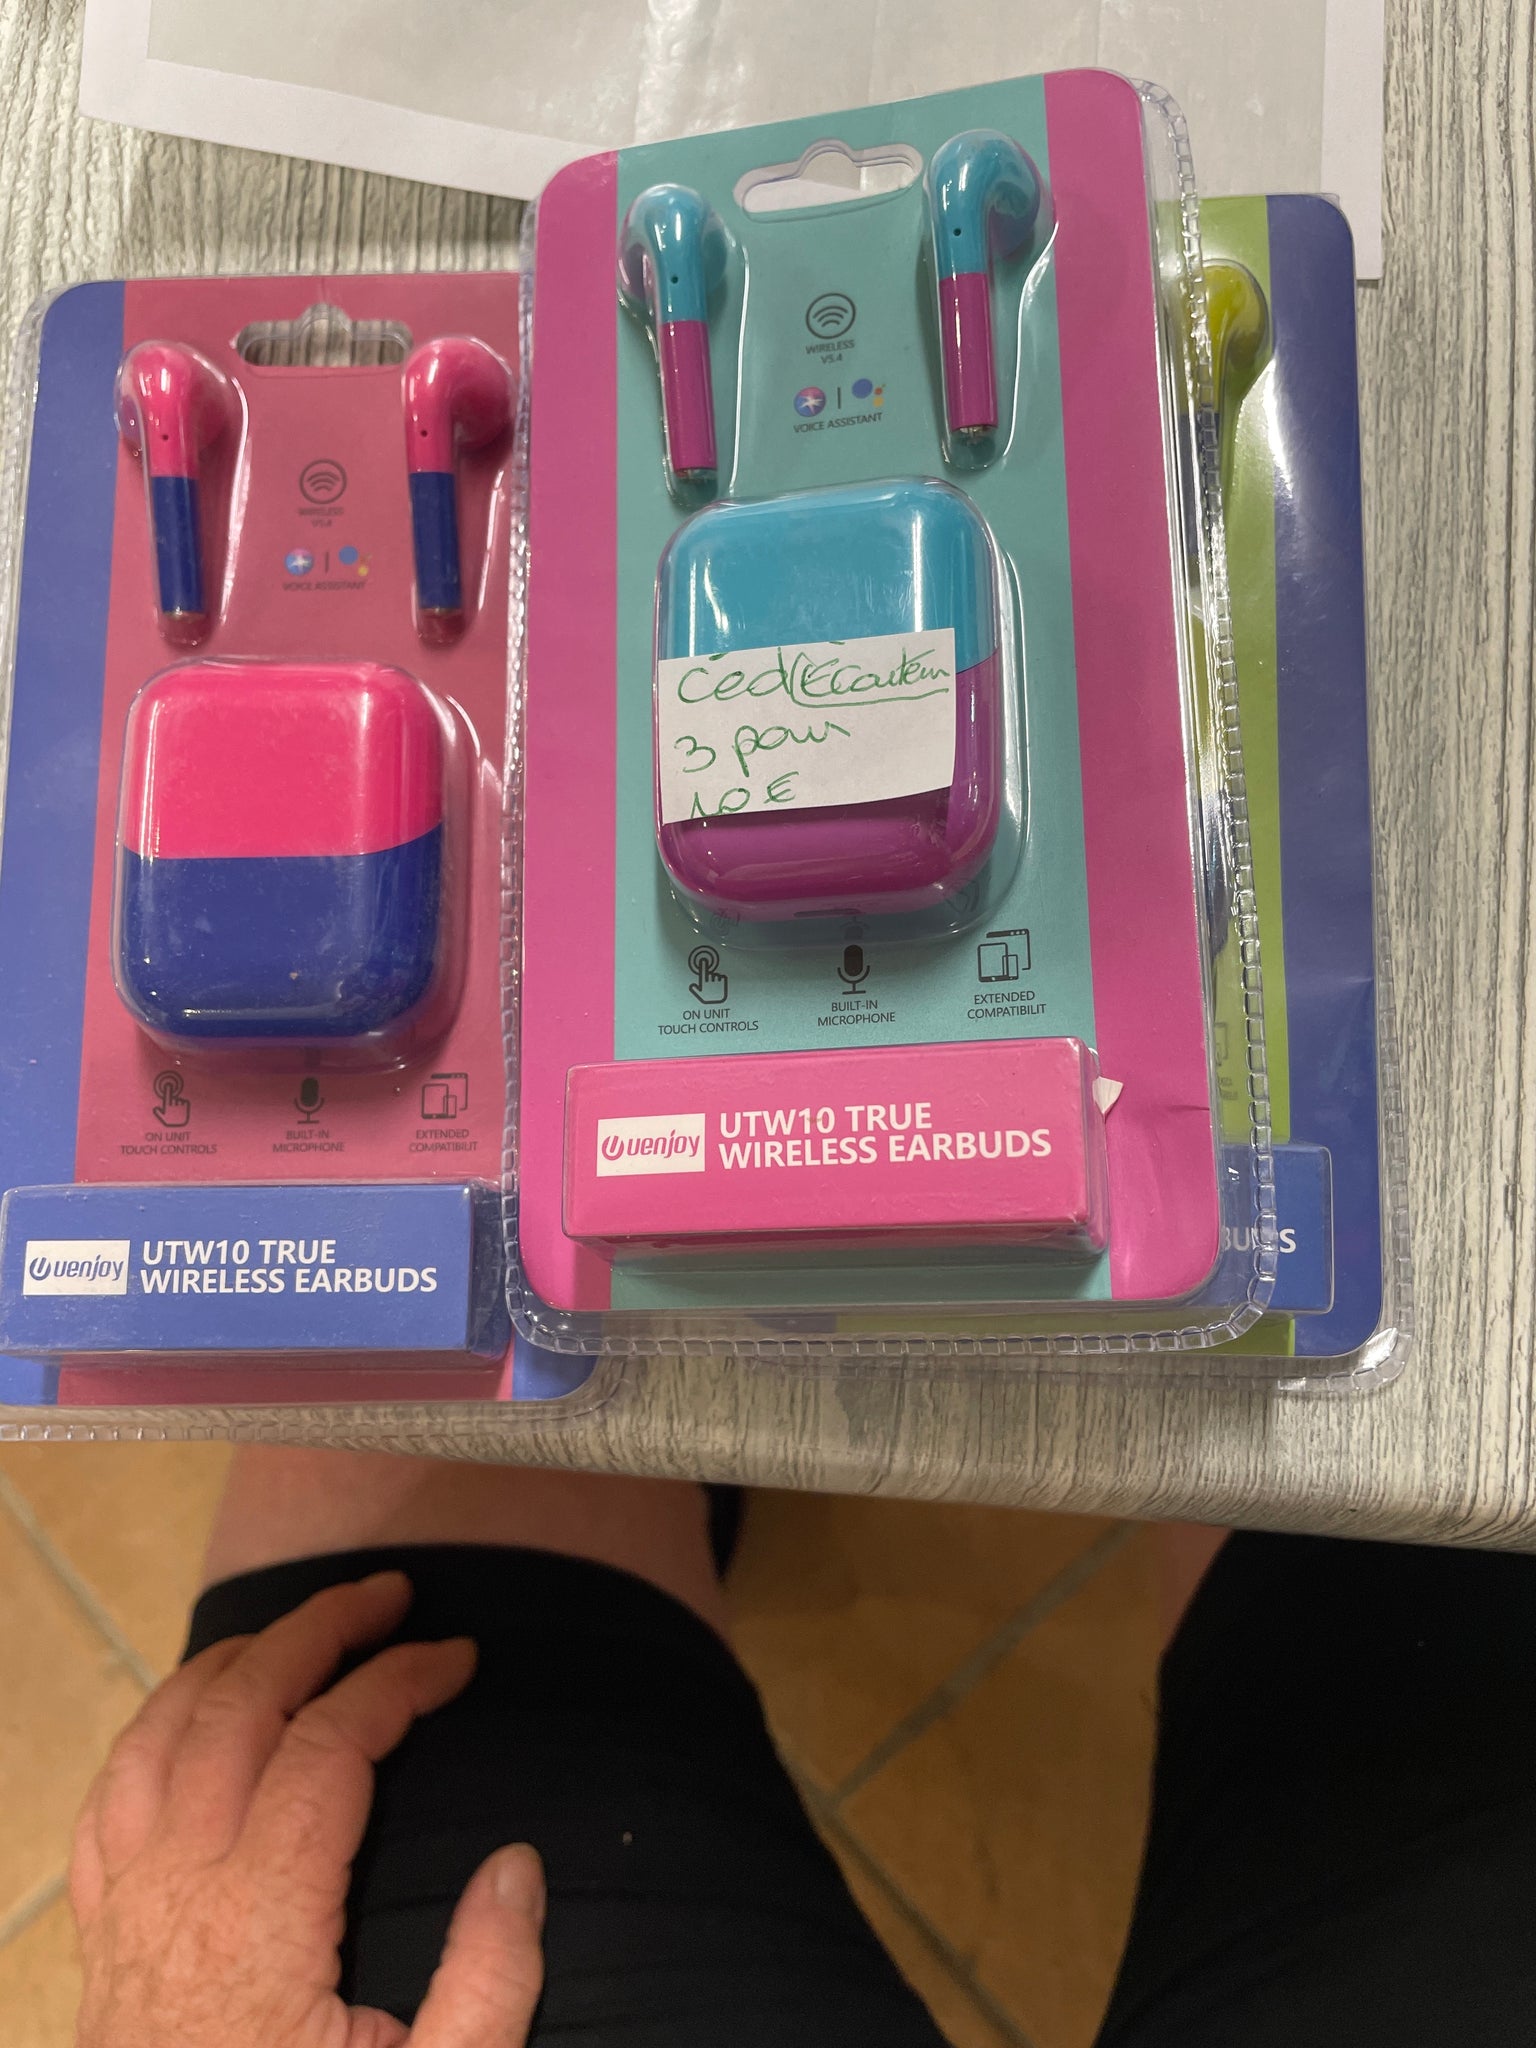 WIRELESS
V5.4
VOICE ASSISTANT
ON UNIT
TOUCH CONTROLS
BUILT-IN
MICROPHONE
EXTENDED
COMPATIBILIT
uenjoy
UTW10 TRUE
WIRELESS EARBUDS
WIRELESS
V5.4
VOICE ASSISTANT
3 pour
10 €
ON UNIT
TOUCH CONTROLS
BUILT-IN
MICROPHONE
EXTENDED
COMPATIBILIT
uenjoy
UTW10 TRUE
WIRELESS EARBUDS